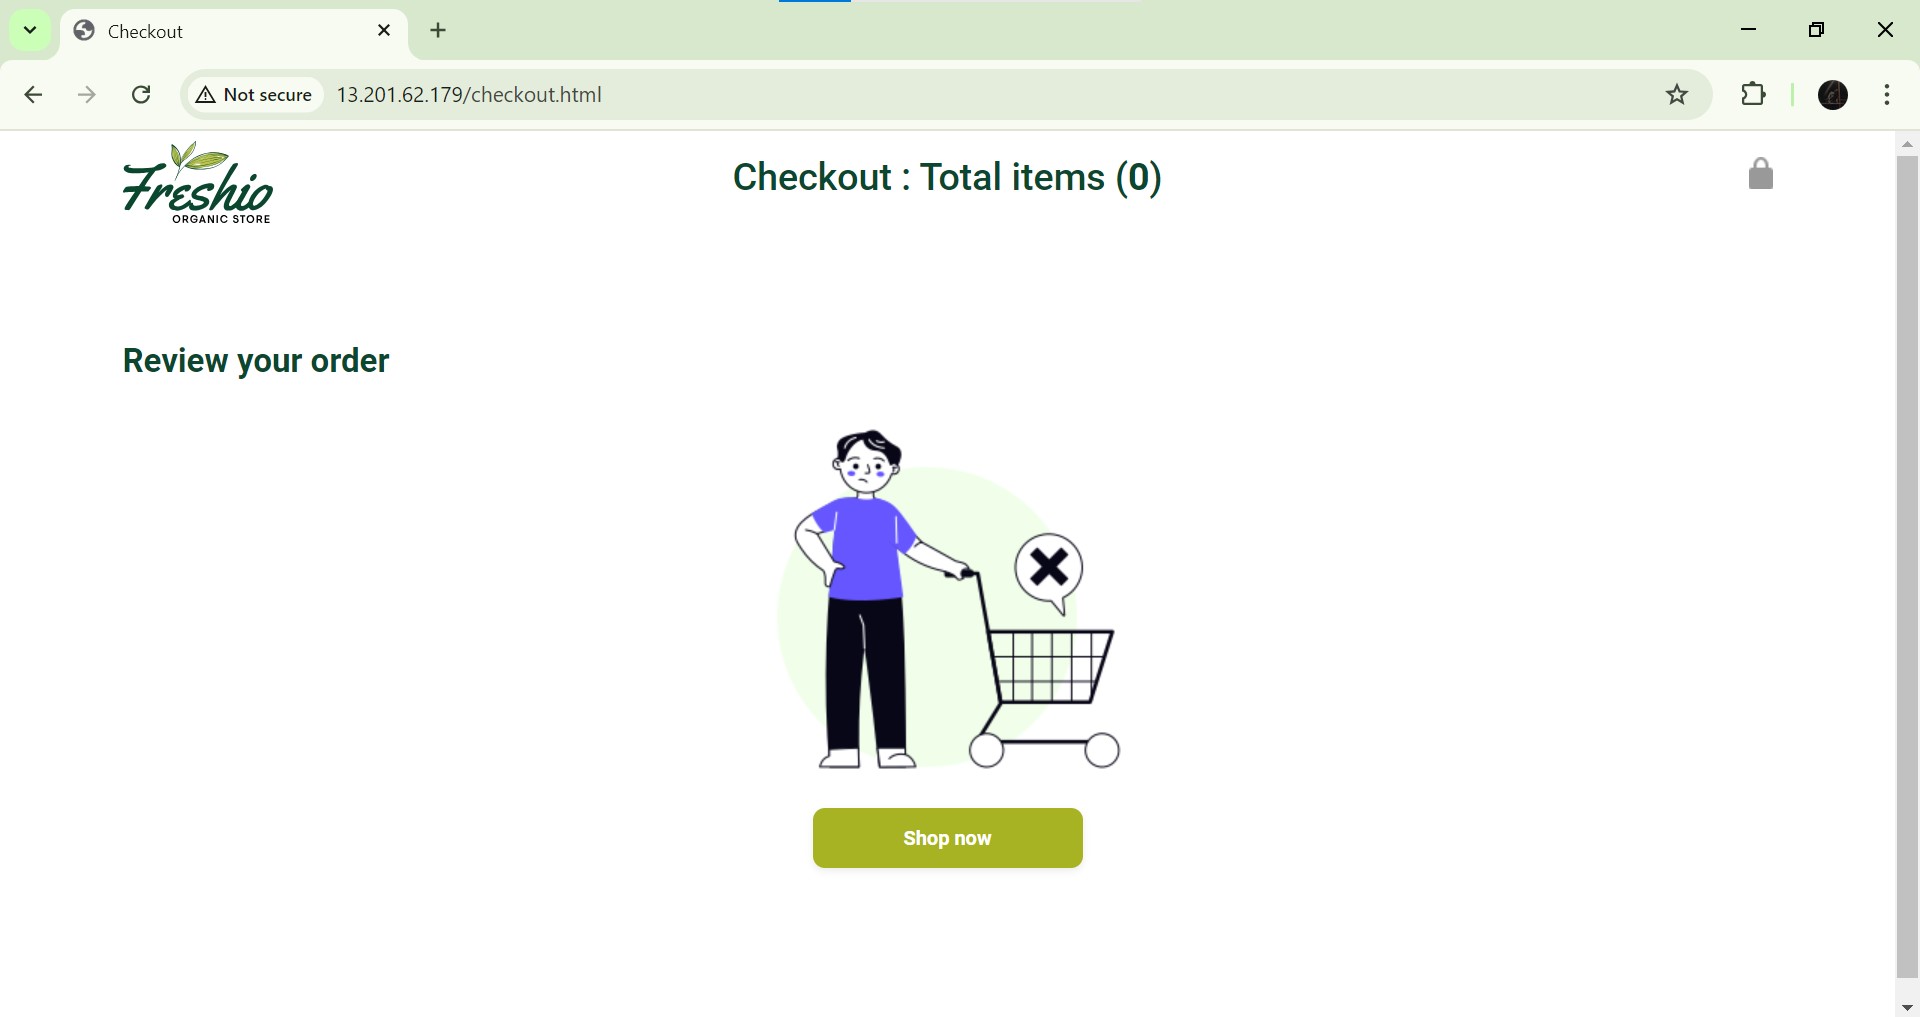 Checkout
Not secure
13.201.62.179/checkout.html
Freshio
ORGANIC STORE
Checkout : Total items (0)
Review your order
Shop now